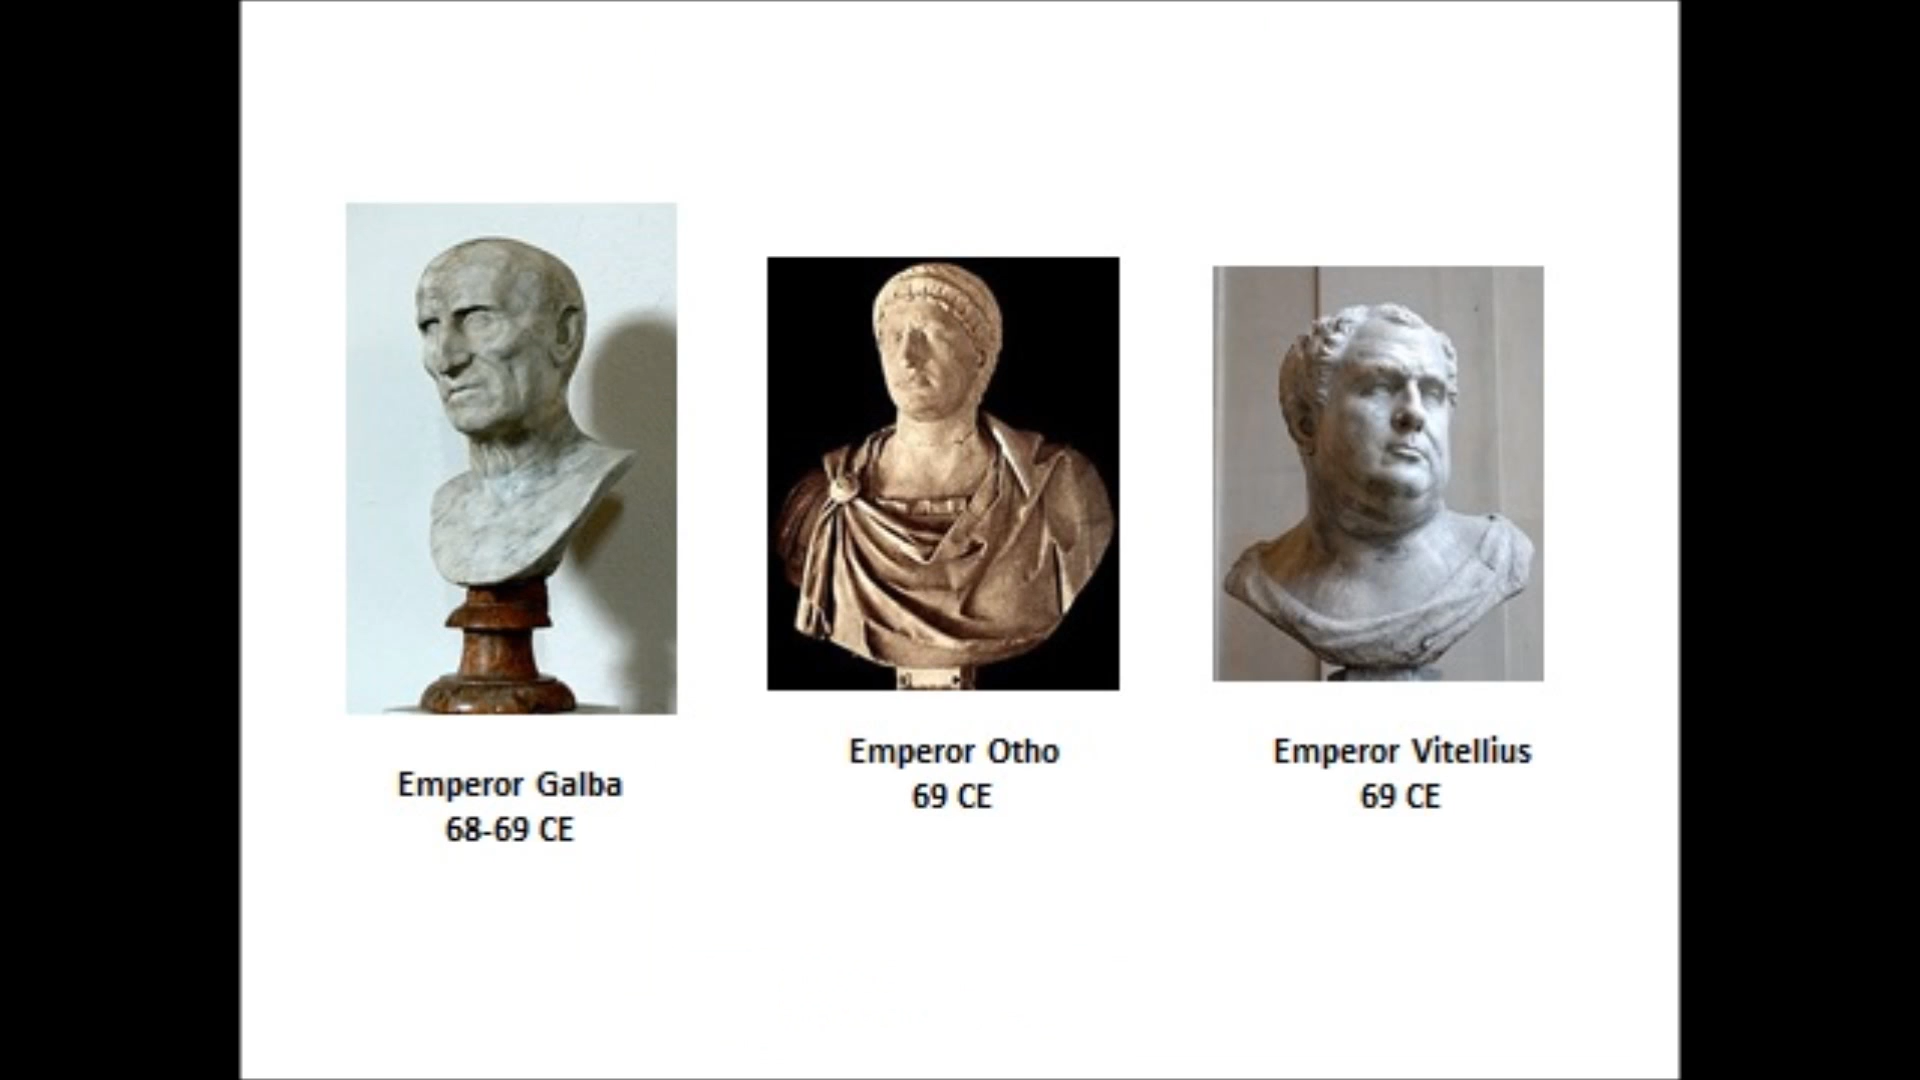 Emperor Galba
68-69 CE
Emperor Otho
69 CE
Emperor Vitellius
69 CE